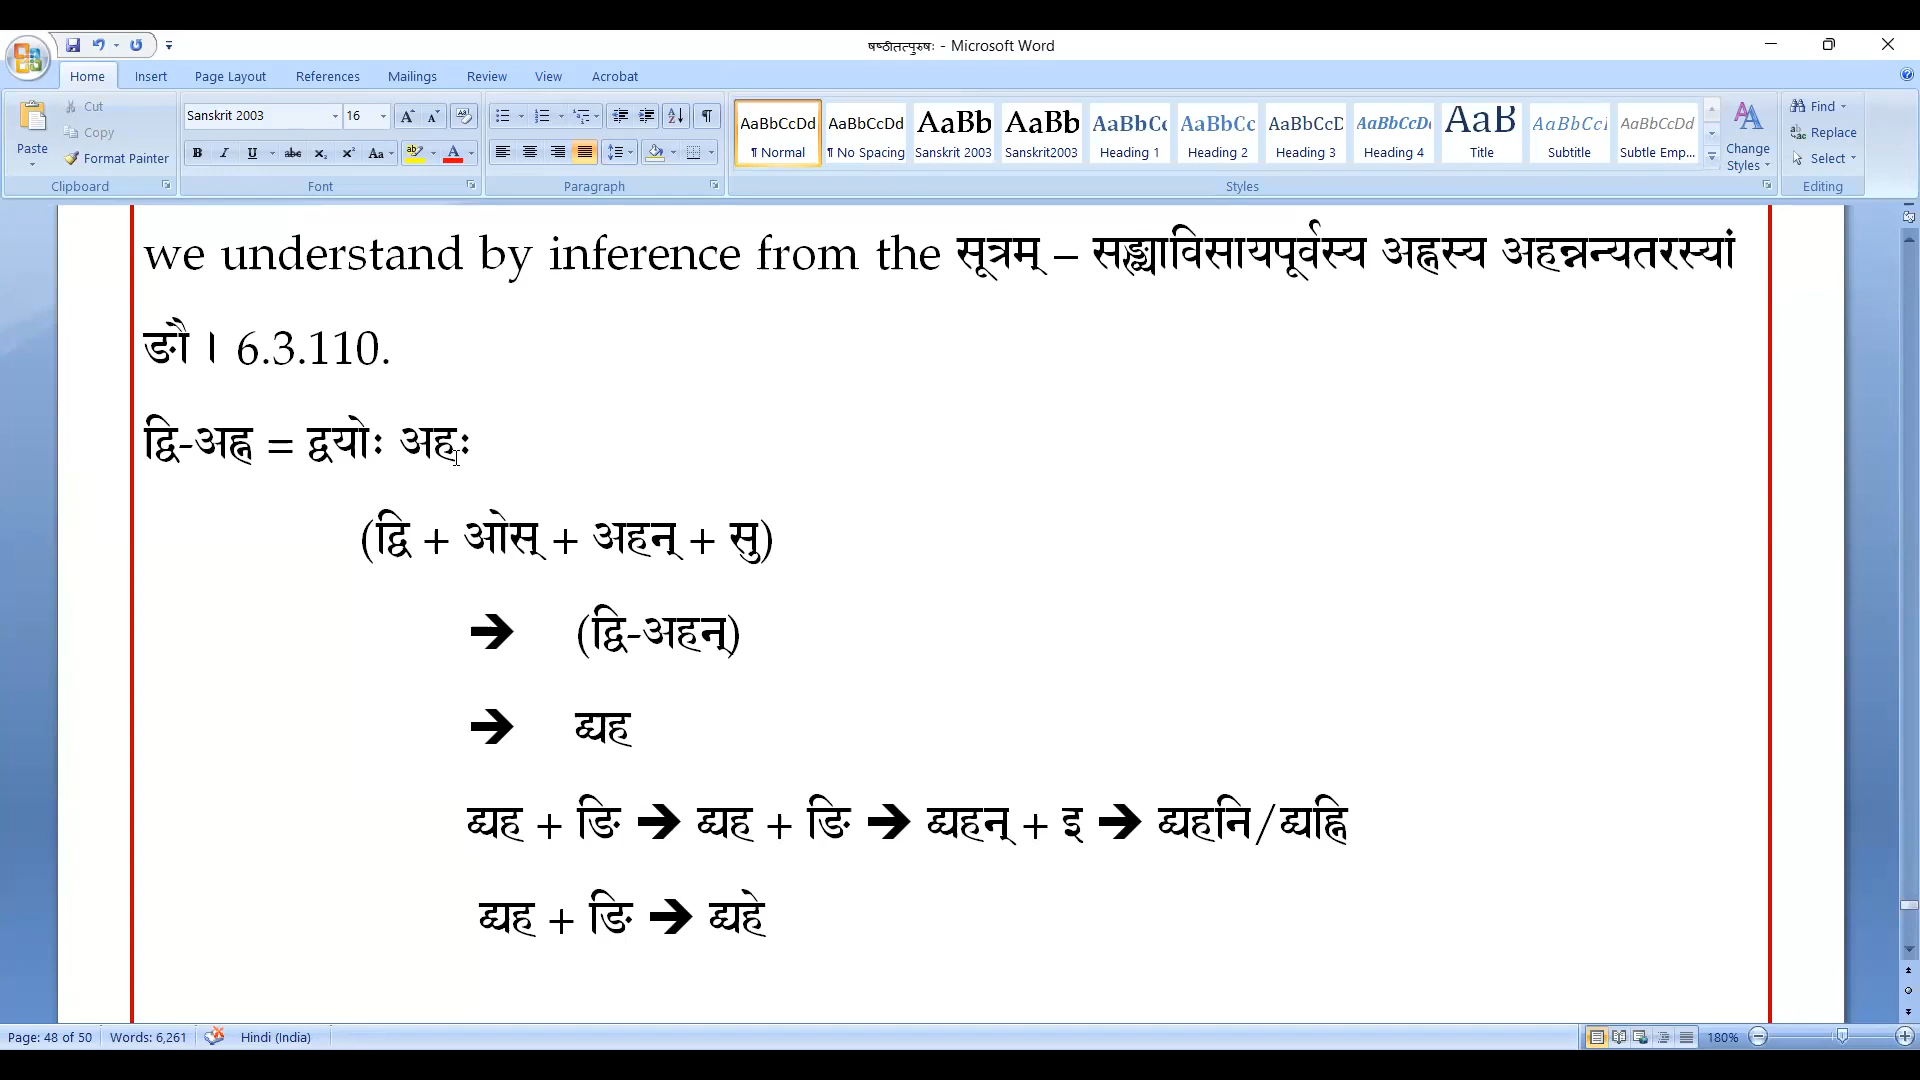 षष्ठीतत्पुरुषः - Microsoft Word
Home Insert Page Layout References Mailings Review View Acrobat
Paste Cut Copy Format Painter
Sanskrit 2003 16
AaBbCcDd AaBbCcDd AaBb AaBb AaBbCc AaBbCc AaBbCcD AaBbCcD AaB AaBbCc AaBbCcDd
¶ Normal ¶ No Spacing Sanskrit 2003 Sanskrit2003 Heading 1 Heading 2 Heading 3 Heading 4 Title Subtitle Subtle Emp...
Change Styles
Find Replace Select
Clipboard Font Paragraph Styles Editing
we understand by inference from the सूत्रम् – सङ्ख्याविसायपूर्वस्य अह्नस्य अहन्नन्यतरस्यां
ङौ । 6.3.110.
द्वि-अह्न = द्वयोः अहः
(द्वि + ओस् + अहन् + सु)
➔ (द्वि-अहन्)
➔ द्व्यह
द्व्यह + ङि ➔ द्व्यह + ङि ➔ द्व्यहन् + इ ➔ द्व्यहनि/द्व्यह्नि
द्व्यह + ङि ➔ द्व्यहे
Page: 48 of 50 Words: 6,261 Hindi (India) 180%